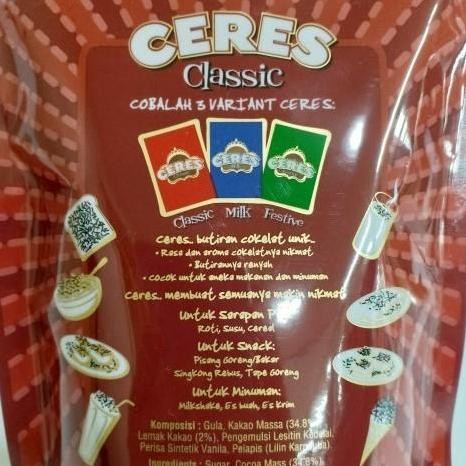 CERES
Classic
COBALAH 3 VARIANT CERES:
CERES CERES CERES
Classic Milk Festive
Ceres.. butiran cokelat unik..
• Rasa dan aroma cokelatnya nikmat
• Butirannya renyah
• Cocok untuk aneka makanan dan minuman
Ceres.. membuat semuanya makin nikmat
Untuk Sarapan
Roti, Susu, Cereal
Untuk Snack:
Pisang Goreng/Bakar
Singkong Rebus, Tape Goreng
Untuk Minuman:
Milkshake, Es buah, Es krim
Komposisi : Gula, Kakao Massa (34.8%
Lemak Kakao (2%), Pengemulsi Lesitin Kedelai,
Perisa Sintetik Vanila, Pelapis (Lilin
Ingredients : Sugar, Cocoa Mass (34.8%